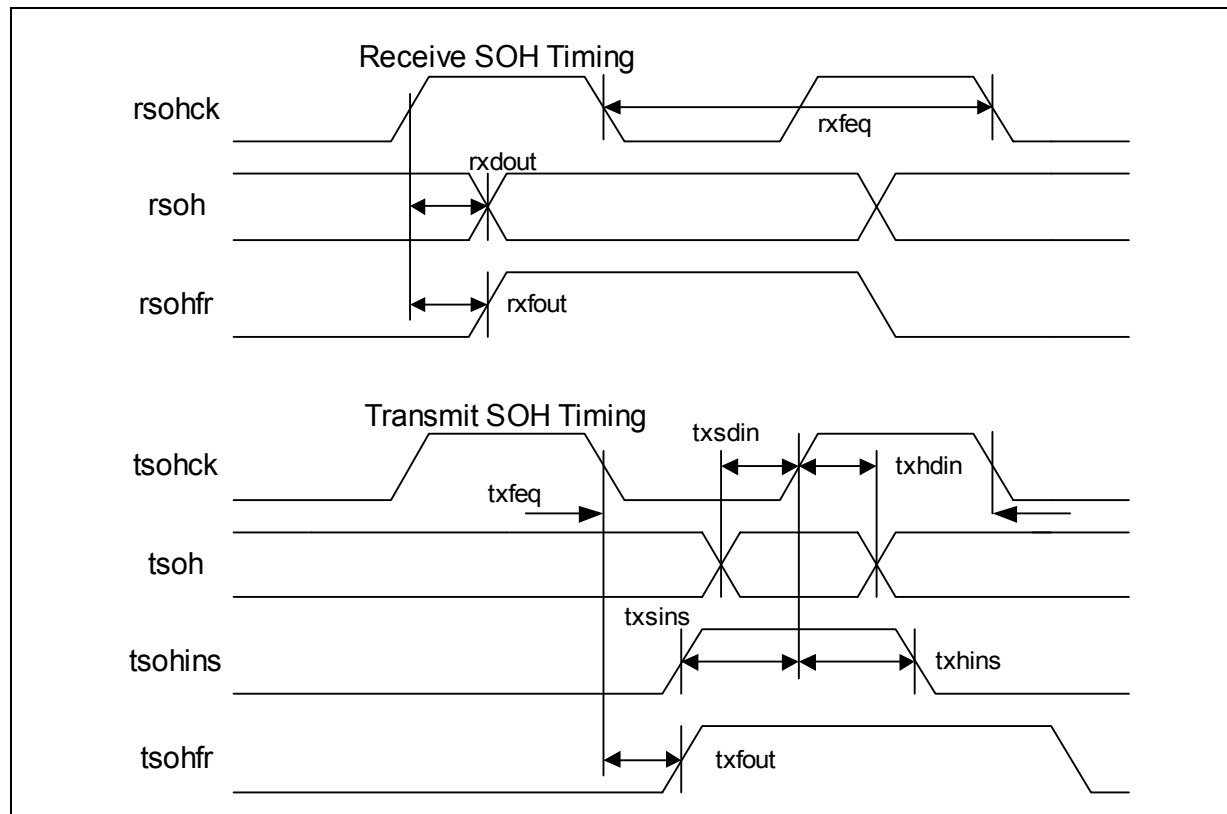 Receive SOH Timing
rsohck
rxfeq
rxdout
rsoh
rsohfr
rxfout
Transmit SOH Timing
txsdin
tsohck
txhdin
txfeq
tsoh
txsins
tsohins
txhins
tsohfr
txfout